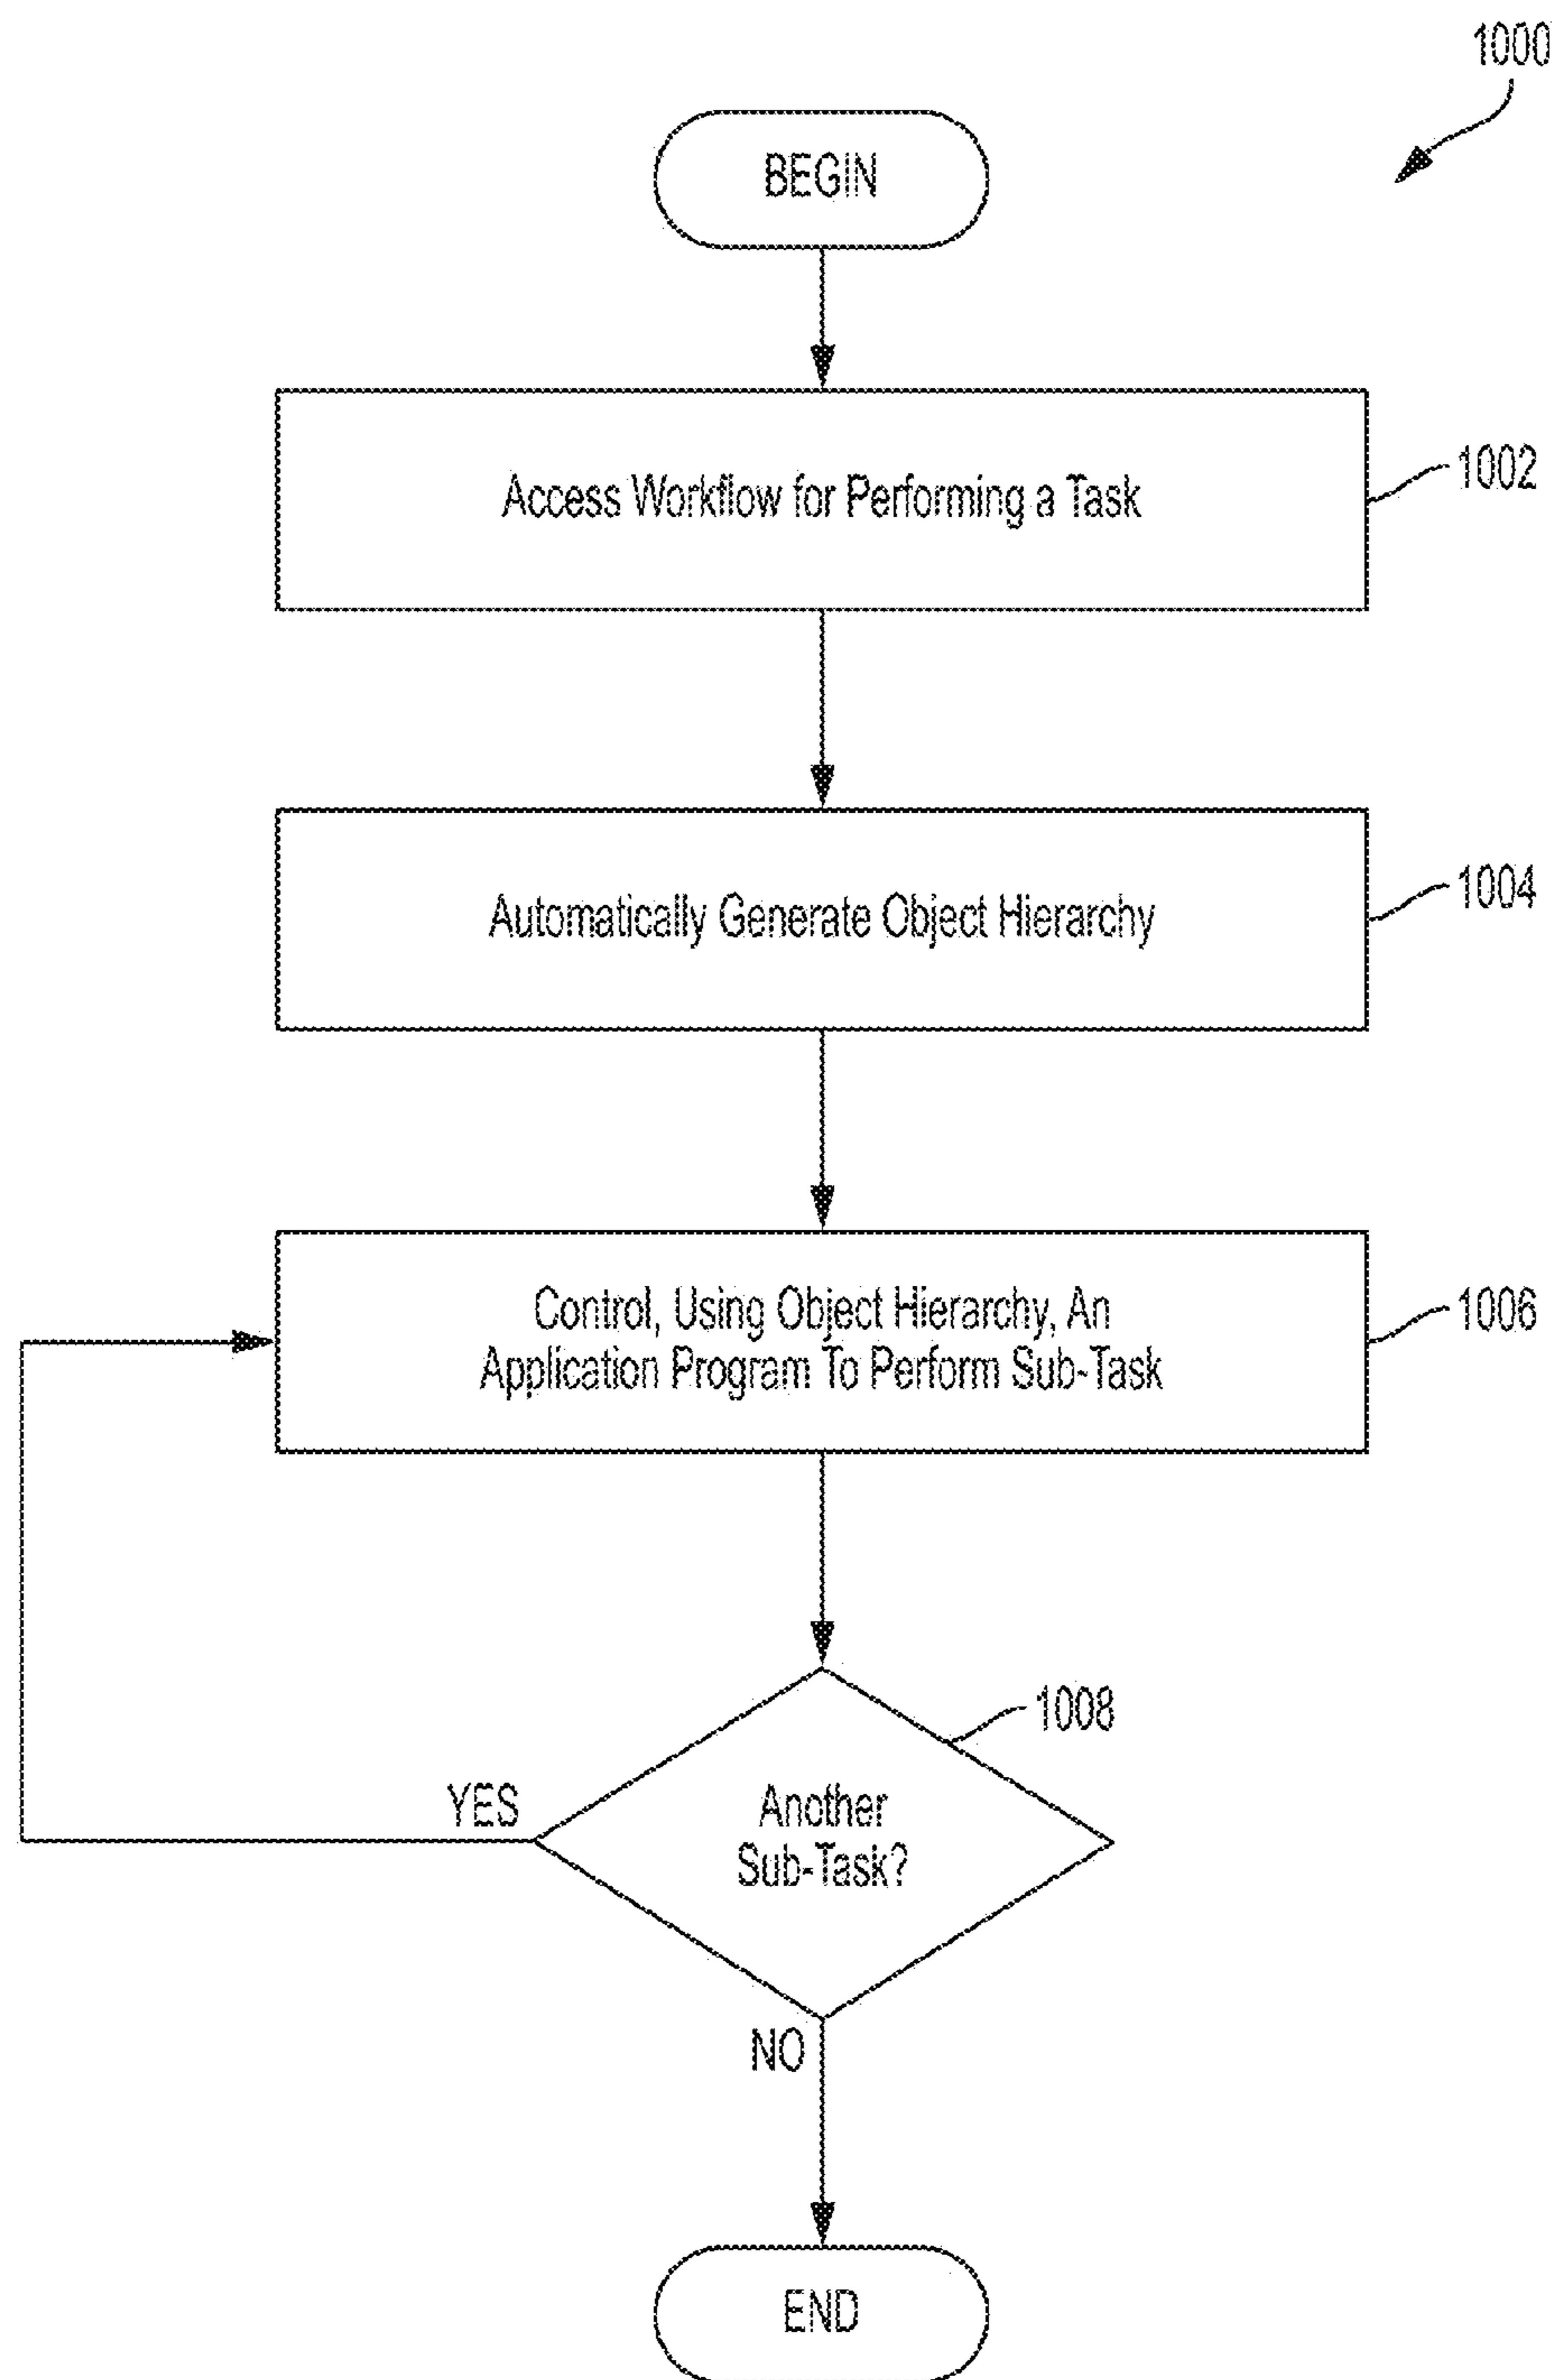 1000
BEGIN
Access Workflow for Performing a Task
1002
Automatically Generate Object Hierarchy
1004
Control, Using Object Hierarchy, An
Application Program To Perform Sub-Task
1006
1008
Another
Sub-Task?
YES
NO
END